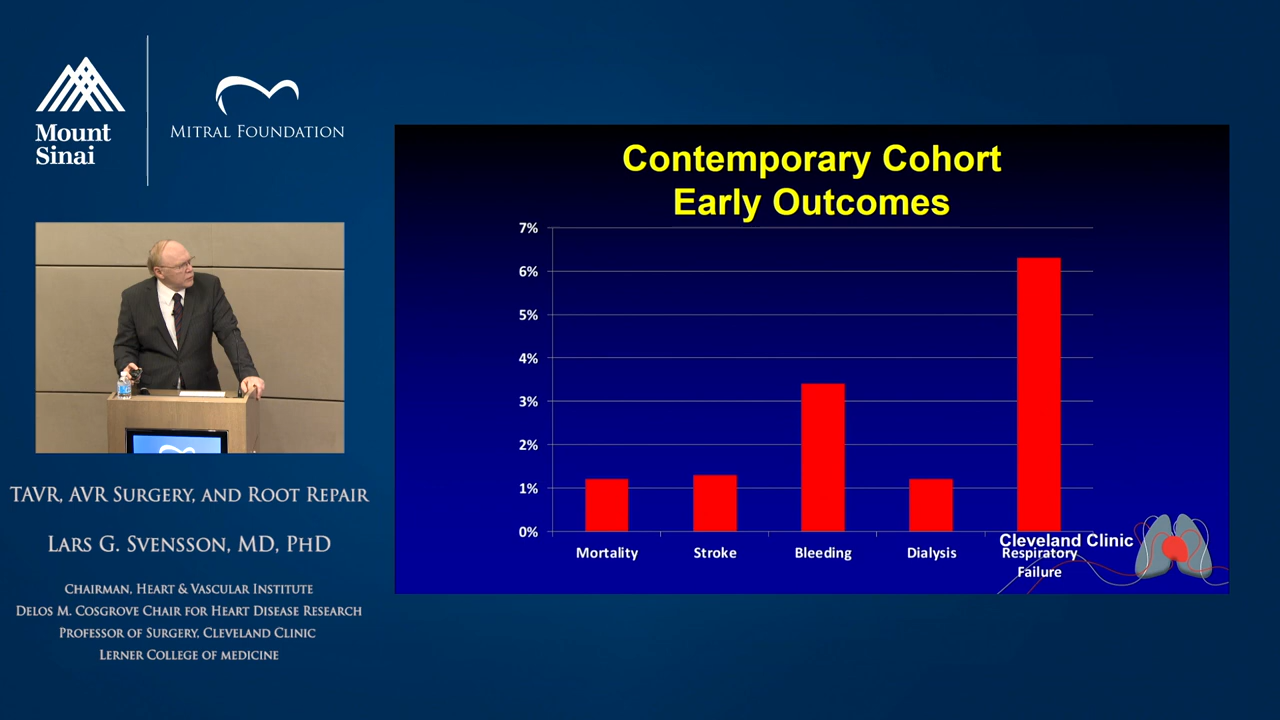 Mount
Sinai
Mitral Foundation
TAVR, AVR Surgery, and Root Repair
Lars G. Svensson, MD, PhD
Chairman, Heart & Vascular Institute
Delos M. Cosgrove Chair for Heart Disease Research
Professor of Surgery, Cleveland Clinic
Lerner College of medicine
Contemporary Cohort
Early Outcomes
7%
6%
5%
4%
3%
2%
1%
0%
Mortality
Stroke
Bleeding
Dialysis
Respiratory
Failure
Cleveland Clinic